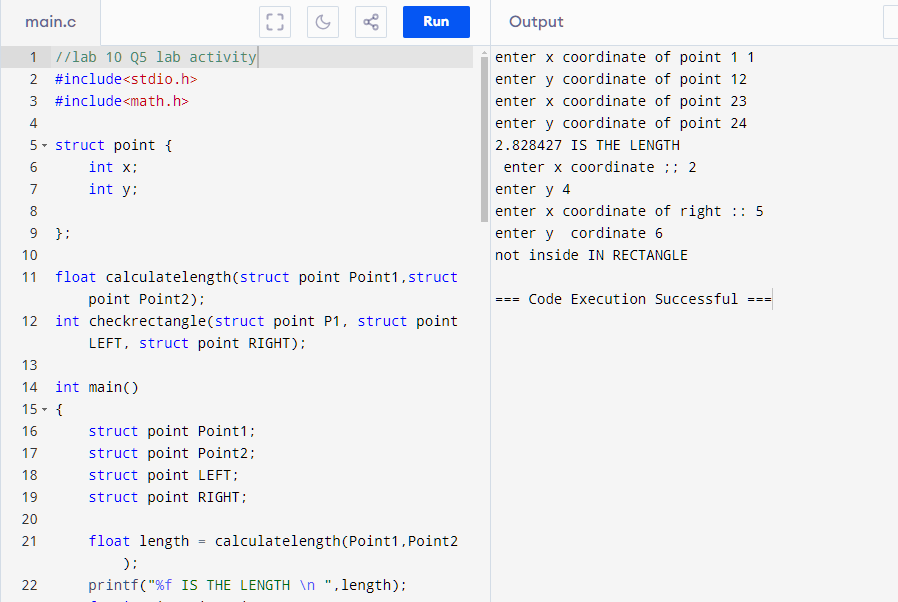 main.c
Run
Output
1 //lab 10 Q5 lab activity
2 #include<stdio.h>
3 #include<math.h>
4
5 struct point {
6 int x;
7 int y;
8
9 };
10
11 float calculatelength(struct point Point1,struct
point Point2);
12 int checkrectangle(struct point P1, struct point
LEFT, struct point RIGHT);
13
14 int main()
15 {
16 struct point Point1;
17 struct point Point2;
18 struct point LEFT;
19 struct point RIGHT;
20
21 float length = calculatelength(Point1,Point2
);
22 printf("%f IS THE LENGTH \n ",length);
enter x coordinate of point 1 1
enter y coordinate of point 12
enter x coordinate of point 23
enter y coordinate of point 24
2.828427 IS THE LENGTH
enter x coordinate ;; 2
enter y 4
enter x coordinate of right :: 5
enter y  cordinate 6
not inside IN RECTANGLE
=== Code Execution Successful ===